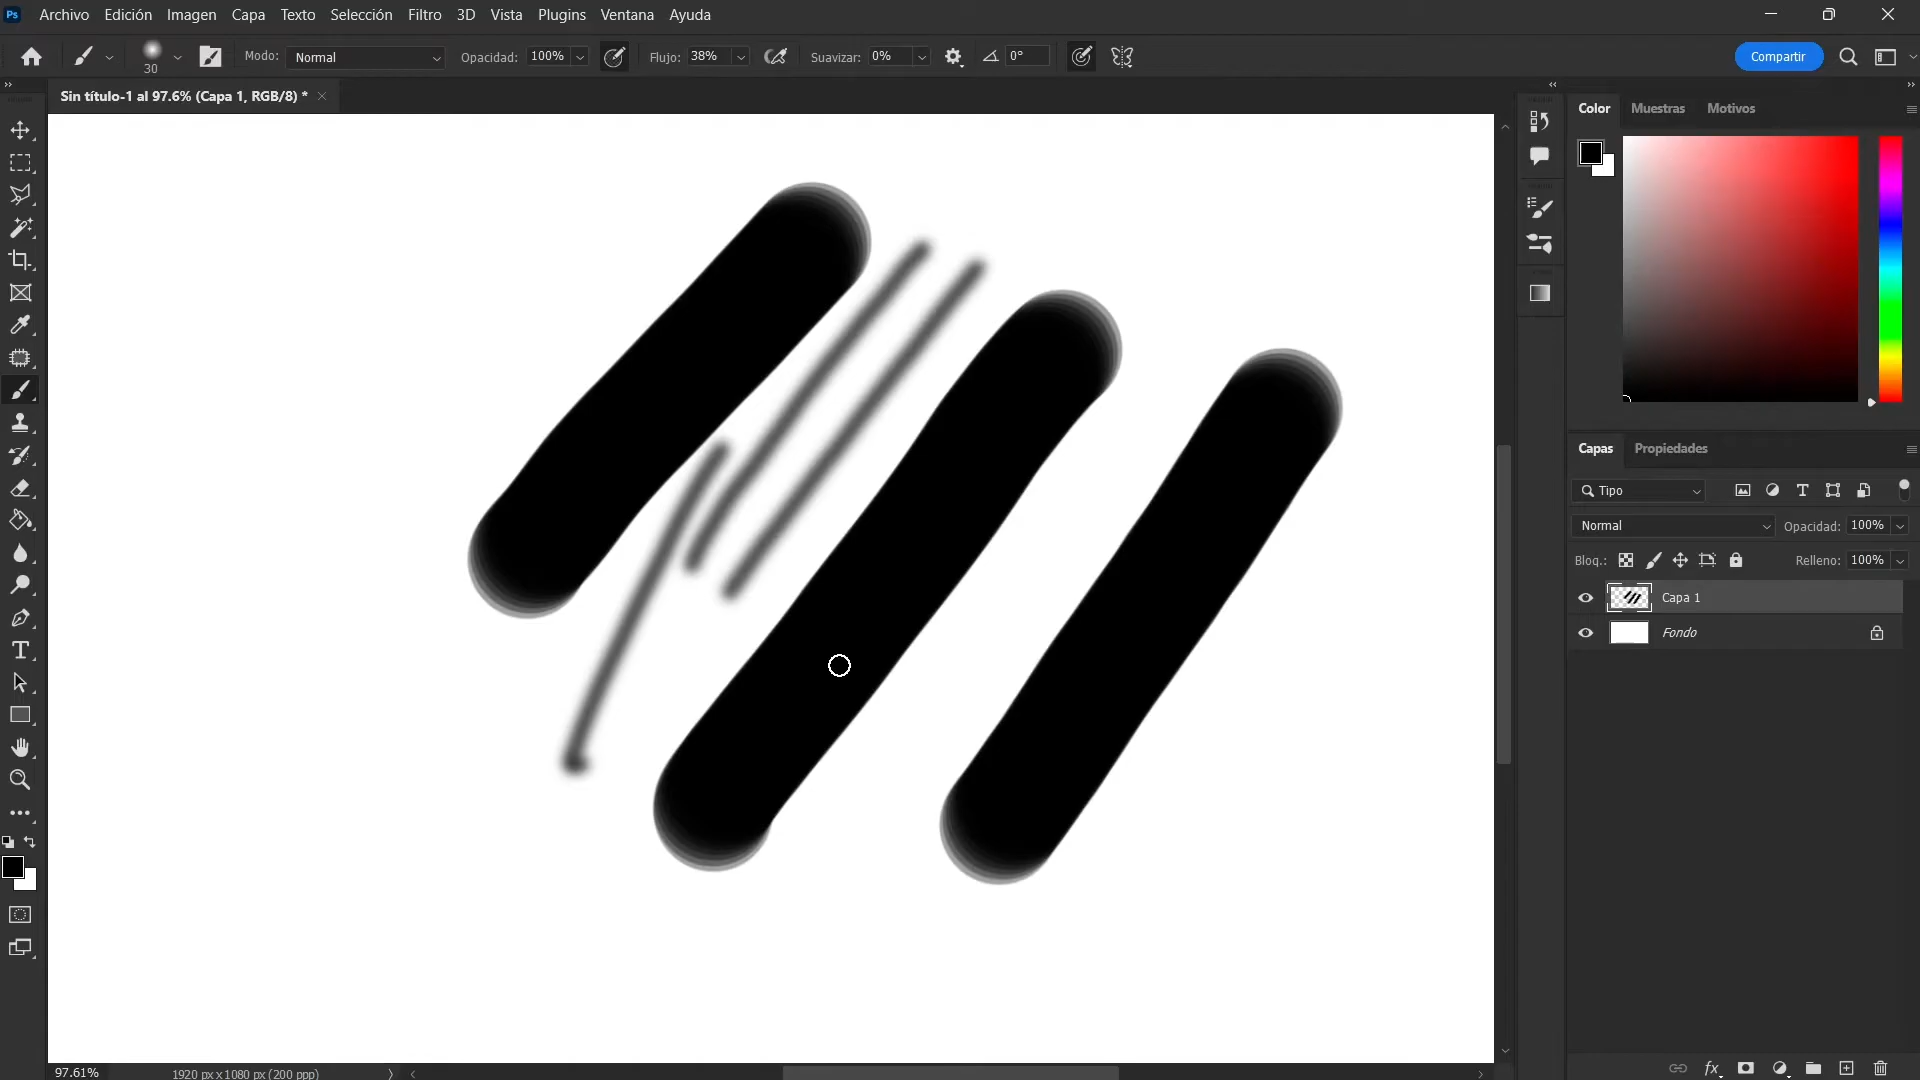 Ps Archivo Edición Imagen Capa Texto Selección Filtro 3D Vista Plugins Ventana Ayuda
30 Modo: Normal Opacidad: 100% Flujo: 38% Suavizar: 0% 0° Compartir
Sin título-1 al 97.6% (Capa 1, RGB/8) *
Color Muestras Motivos
Capas Propiedades
Tipo
Normal Opacidad: 100%
Bloq.: Relleno: 100%
Capa 1
Fondo
97.61% 1920 px x 1080 px (200 ppp)
fx